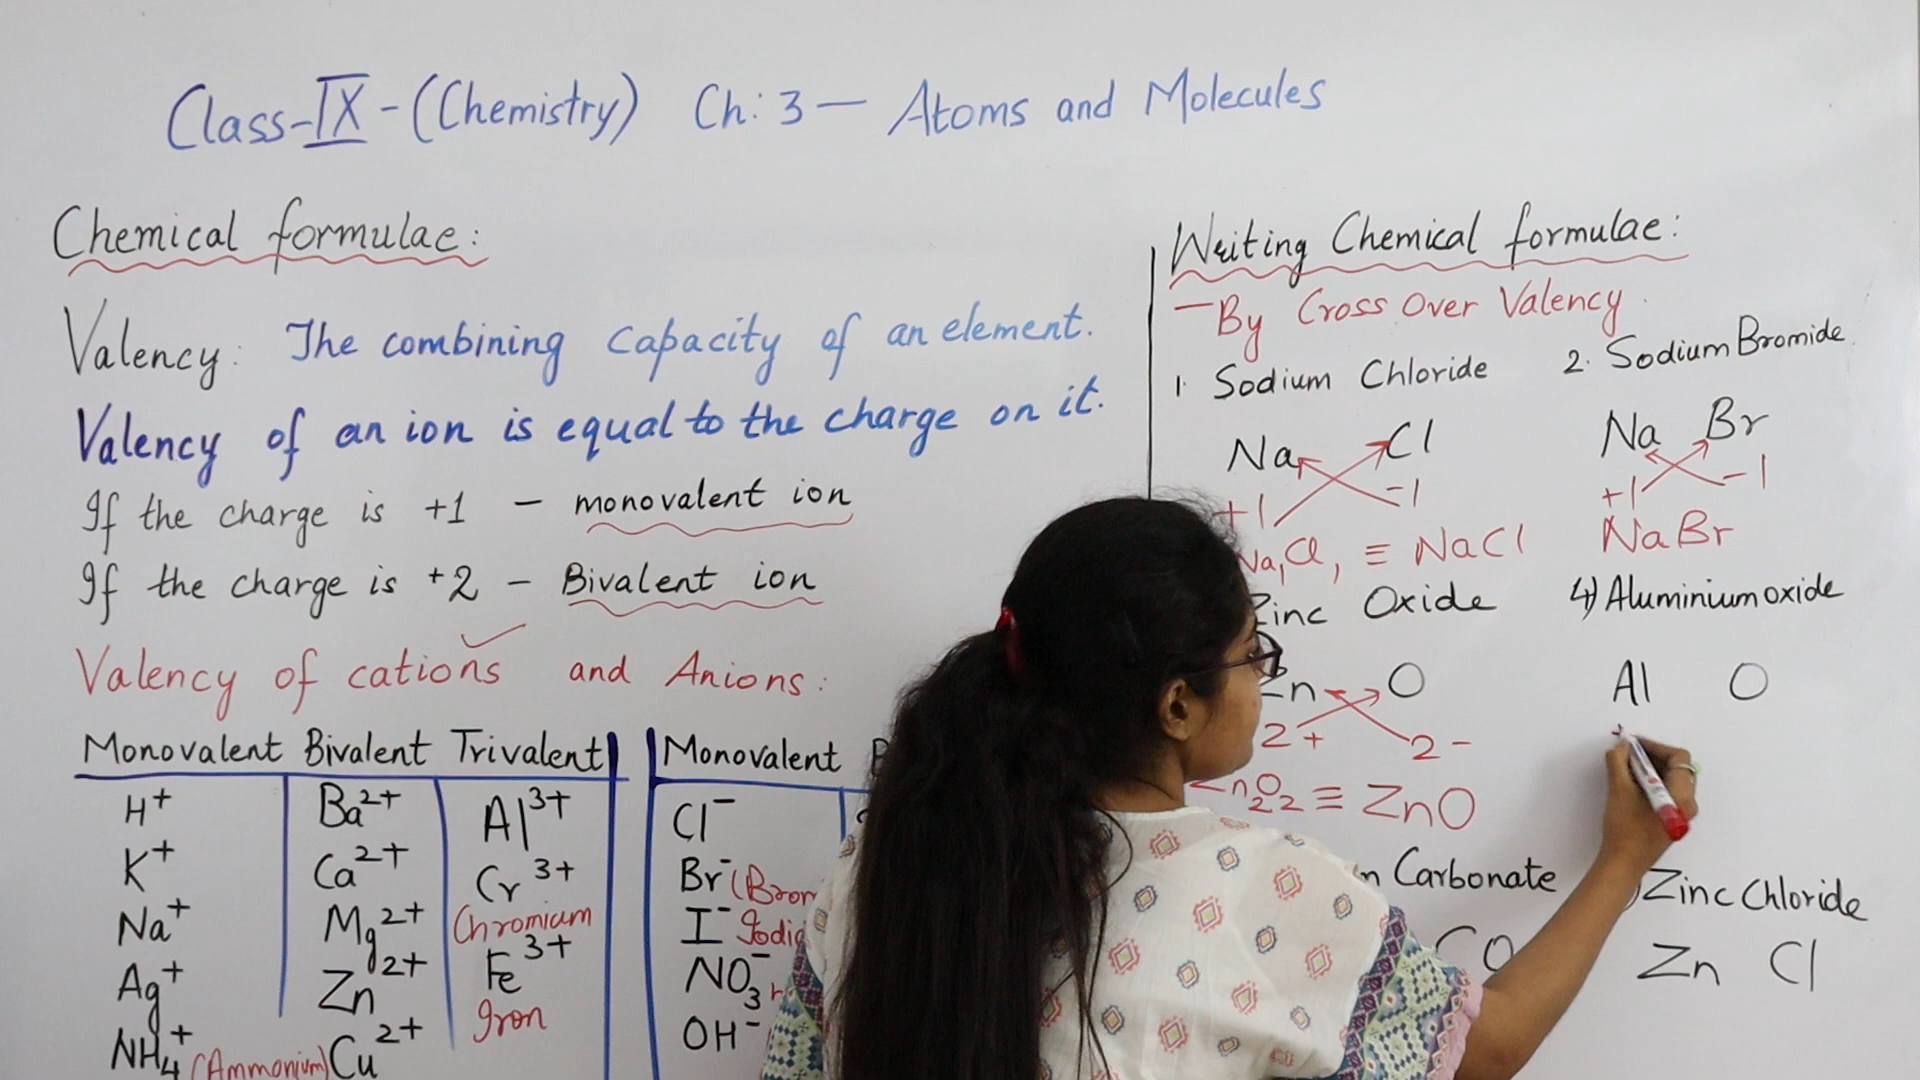 Class-IX-(Chemistry) Ch: 3 — Atoms and Molecules
Chemical formulae:
Valency: The combining capacity of an element.
Valency of an ion is equal to the charge on it.
If the charge is +1 – monovalent ion
If the charge is +2 – Bivalent ion
Valency of cations and Anions:
Monovalent Bivalent Trivalent
H+ Ba2+ Al3+
K+ Ca2+ Cr3+
Chromium
Na+ Mg2+ Fe3+
Ag+ Zn2+ Iron
NH4+ (Ammonium) Cu2+
Monovalent
Cl–
Br–
I–
NO3–
OH–
Writing Chemical formulae:
–By Cross Over Valency.
1. Sodium Chloride
Na Cl
+1 –1
Na1Cl1 ≡ NaCl
2. Sodium Bromide.
Na Br
+1 –1
NaBr
Zinc Oxide
Zn O
2+ 2–
Zn2O2 ≡ ZnO
4) Aluminium oxide
Al O
Carbonate
CO
Zinc Chloride
Zn Cl